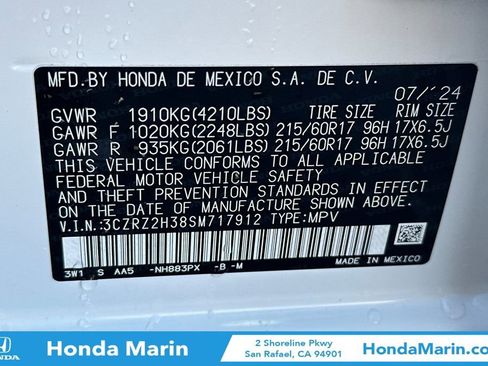 MFD.BY HONDA DE MEXICO S.A. DE C.V.
07/'24
GVWR 1910KG(4210LBS) TIRE SIZE RIM SIZE
GAWR F 1020KG(2248LBS) 215/60R17 96H 17X6.5J
GAWR R 935KG(2061LBS) 215/60R17 96H 17X6.5J
THIS VEHICLE CONFORMS TO ALL APPLICABLE
FEDERAL MOTOR VEHICLE SAFETY
AND THEFT PREVENTION STANDARDS IN EFFECT
ON THE DATE OF MANUFACTURE SHOWN ABOVE.
V.I.N.:3CZRZ2H38SM717912 TYPE:MPV
3W1 S AA5 -NH883PX -B -M
MADE IN MEXICO
HONDA
Honda Marin
2 Shoreline Pkwy
San Rafael, CA 94901
HondaMarin.co